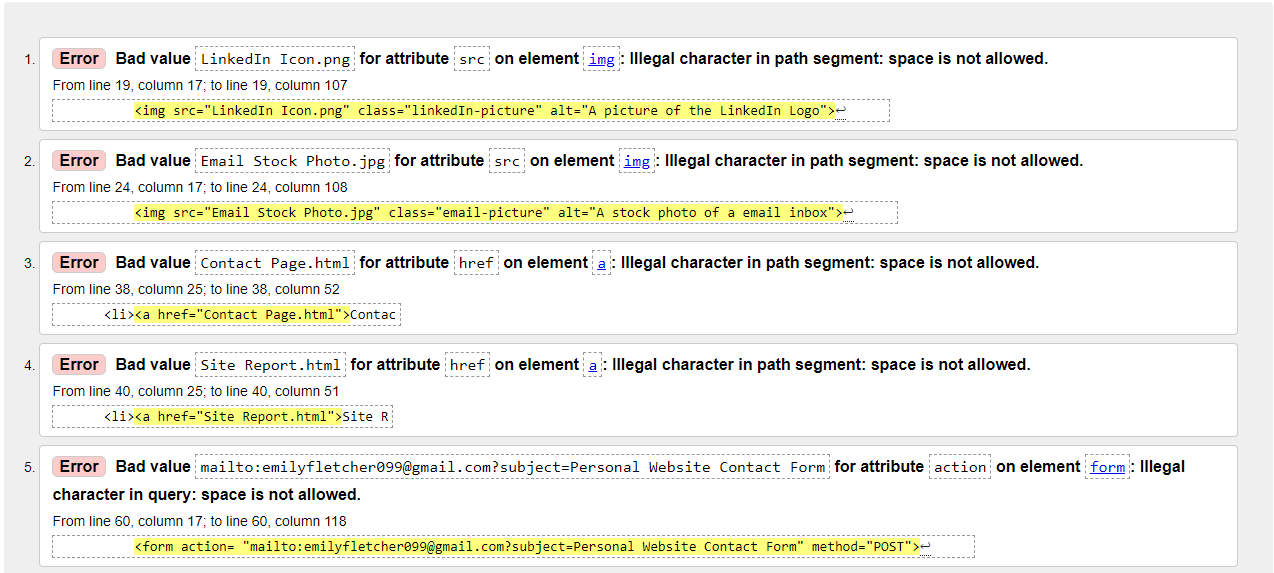 1. Error Bad value LinkedIn Icon.png for attribute src on element img: Illegal character in path segment: space is not allowed.
From line 19, column 17; to line 19, column 107
<img src="LinkedIn Icon.png" class="linkedIn-picture" alt="A picture of the LinkedIn Logo">↩
2. Error Bad value Email Stock Photo.jpg for attribute src on element img: Illegal character in path segment: space is not allowed.
From line 24, column 17; to line 24, column 108
<img src="Email Stock Photo.jpg" class="email-picture" alt="A stock photo of a email inbox">↩
3. Error Bad value Contact Page.html for attribute href on element a: Illegal character in path segment: space is not allowed.
From line 38, column 25; to line 38, column 52
<li><a href="Contact Page.html">Contac
4. Error Bad value Site Report.html for attribute href on element a: Illegal character in path segment: space is not allowed.
From line 40, column 25; to line 40, column 51
<li><a href="Site Report.html">Site R
5. Error Bad value mailto:emilyfletcher099@gmail.com?subject=Personal Website Contact Form for attribute action on element form: Illegal
character in query: space is not allowed.
From line 60, column 17; to line 60, column 118
<form action= "mailto:emilyfletcher099@gmail.com?subject=Personal Website Contact Form" method="POST">↩